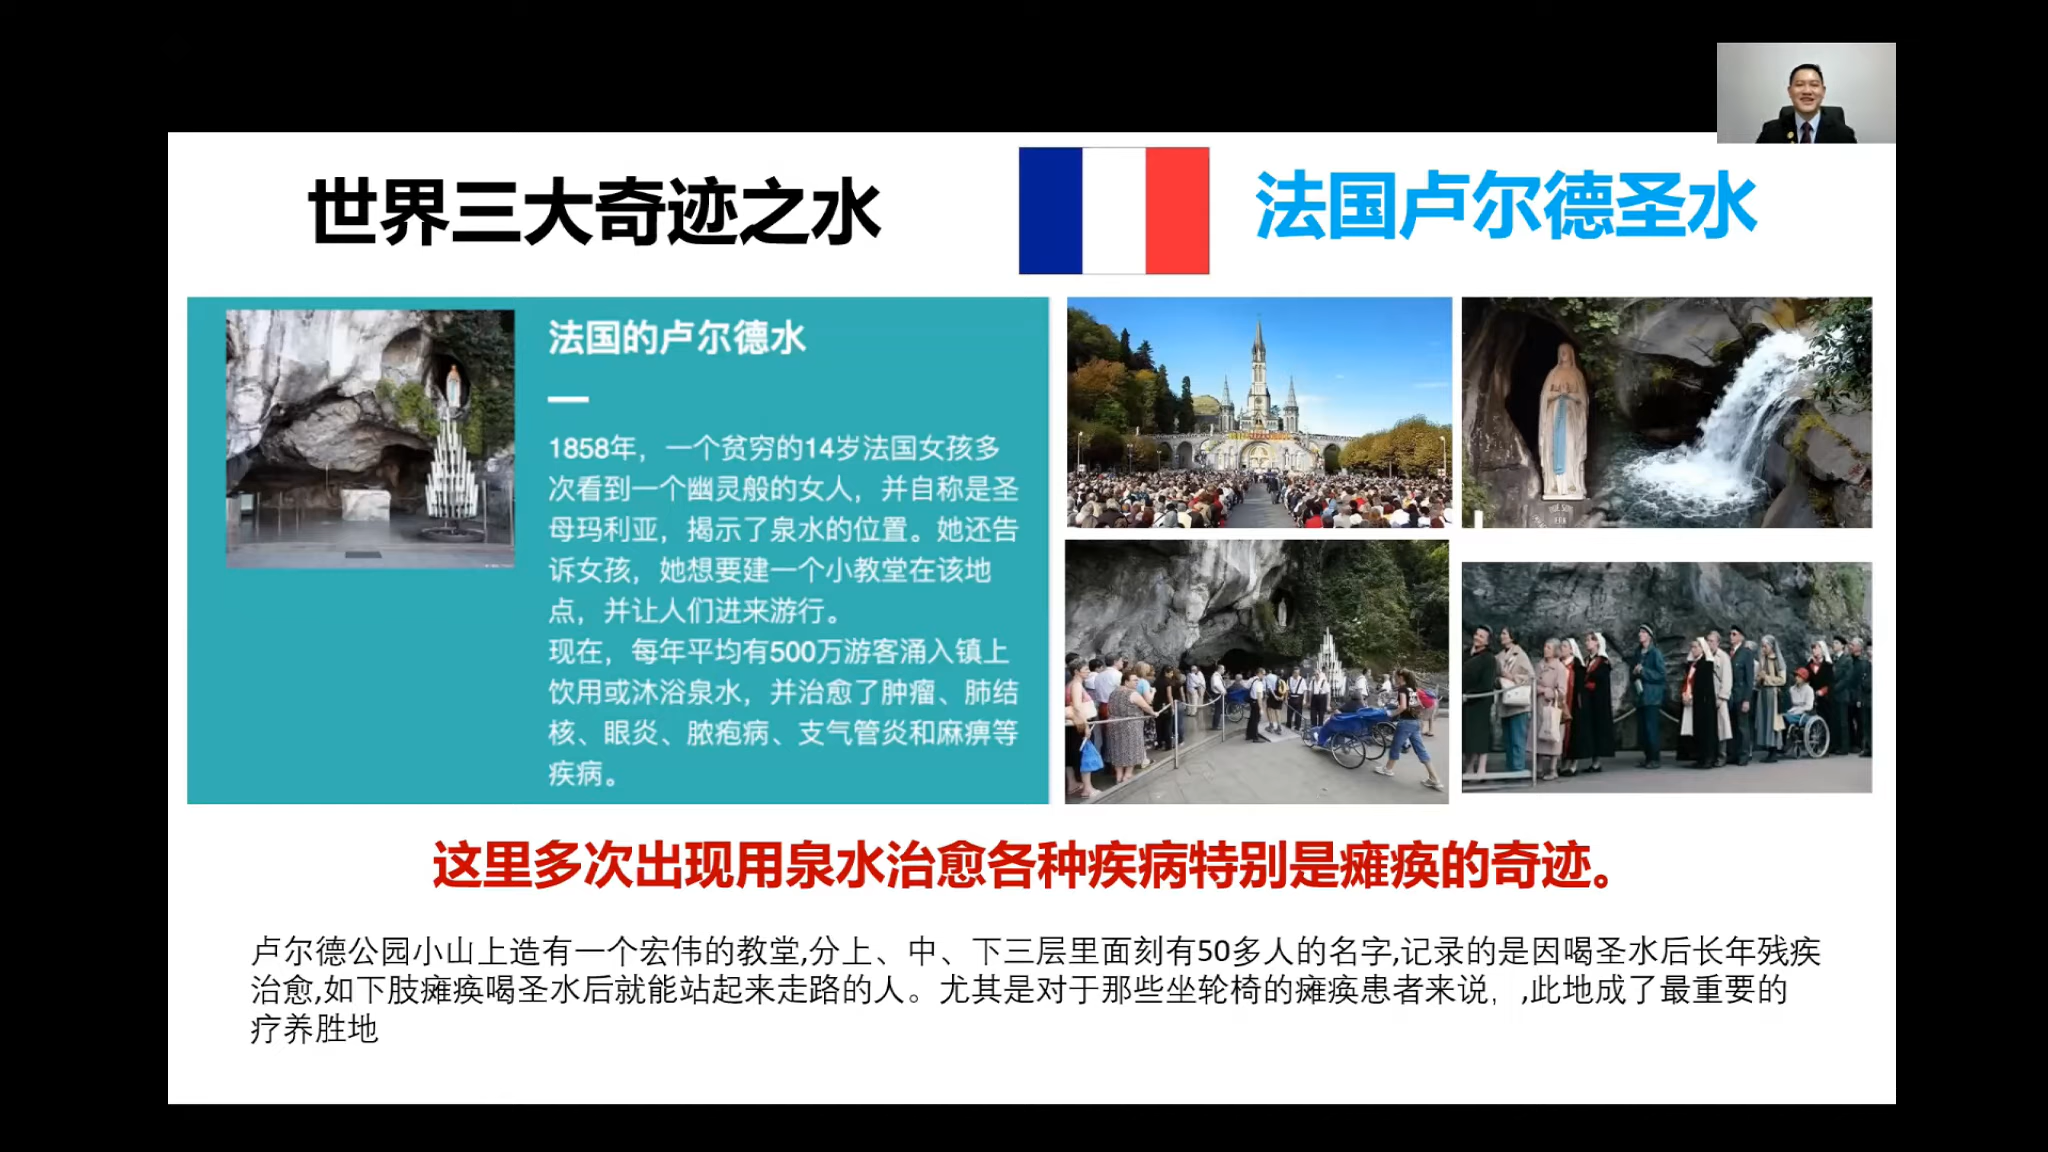 世界三大奇迹之水
法国卢尔德圣水
法国的卢尔德水
1858年，一个贫穷的14岁法国女孩多
次看到一个幽灵般的女人，并自称是圣
母玛利亚，揭示了泉水的位置。她还告
诉女孩，她想要建一个小教堂在该地
点，并让人们进来游行。
现在，每年平均有500万游客涌入镇上
饮用或沐浴泉水，并治愈了肿瘤、肺结
核、眼炎、脓疱病、支气管炎和麻痹等
疾病。
这里多次出现用泉水治愈各种疾病特别是瘫痪的奇迹。
卢尔德公园小山上造有一个宏伟的教堂,分上、中、下三层里面刻有50多人的名字,记录的是因喝圣水后长年残疾
治愈,如下肢瘫痪喝圣水后就能站起来走路的人。尤其是对于那些坐轮椅的瘫痪患者来说，,此地成了最重要的
疗养胜地